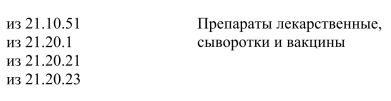 из 21.10.51 Препараты лекарственные,
из 21.20.1 сыворотки и вакцины
из 21.20.21
из 21.20.23